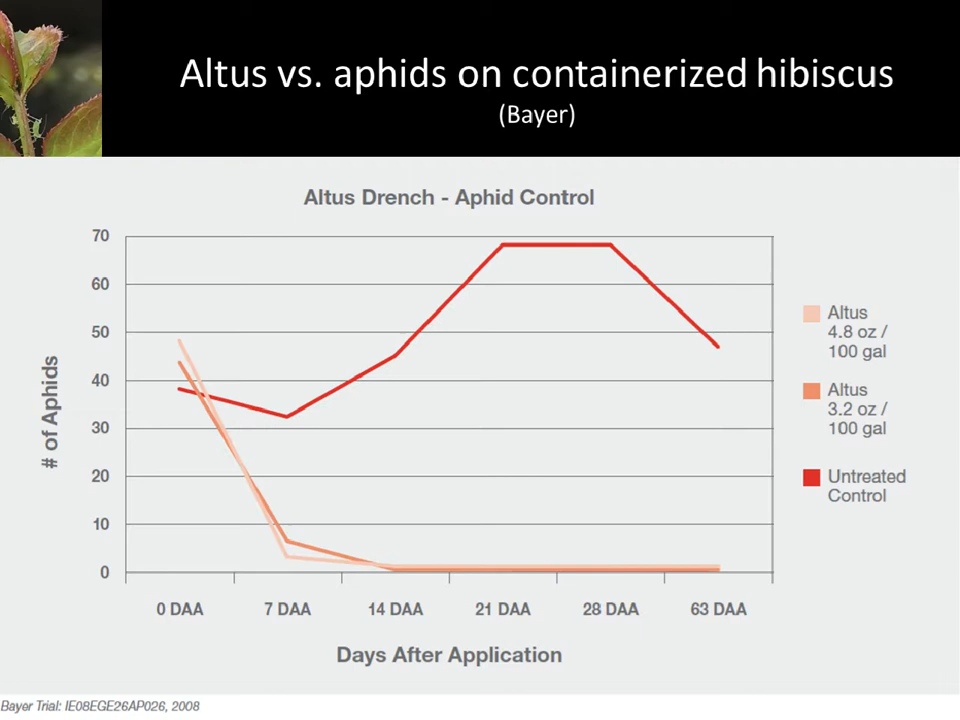 Altus vs. aphids on containerized hibiscus
(Bayer)
Altus Drench - Aphid Control
70
60
50
40
30
20
10
0
# of Aphids
0 DAA
7 DAA
14 DAA
21 DAA
28 DAA
63 DAA
Days After Application
Altus
4.8 oz /
100 gal
Altus
3.2 oz /
100 gal
Untreated
Control
Bayer Trial: IE08EGE26AP026, 2008